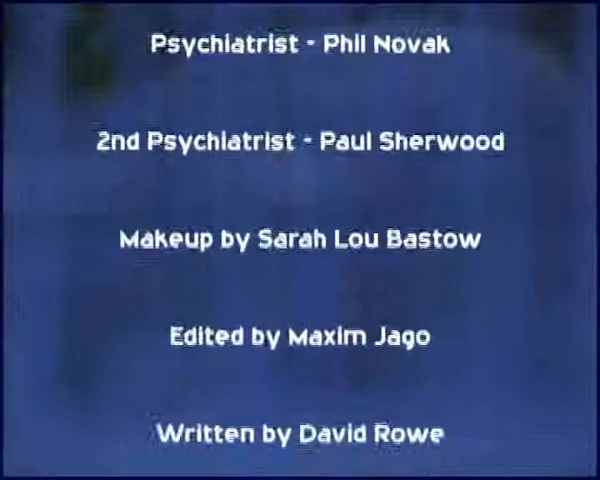 Psychiatrist - Phil Novak
2nd Psychiatrist - Paul Sherwood
Makeup by Sarah Lou Bastow
Edited by Maxim Jago
Written by David Rowe